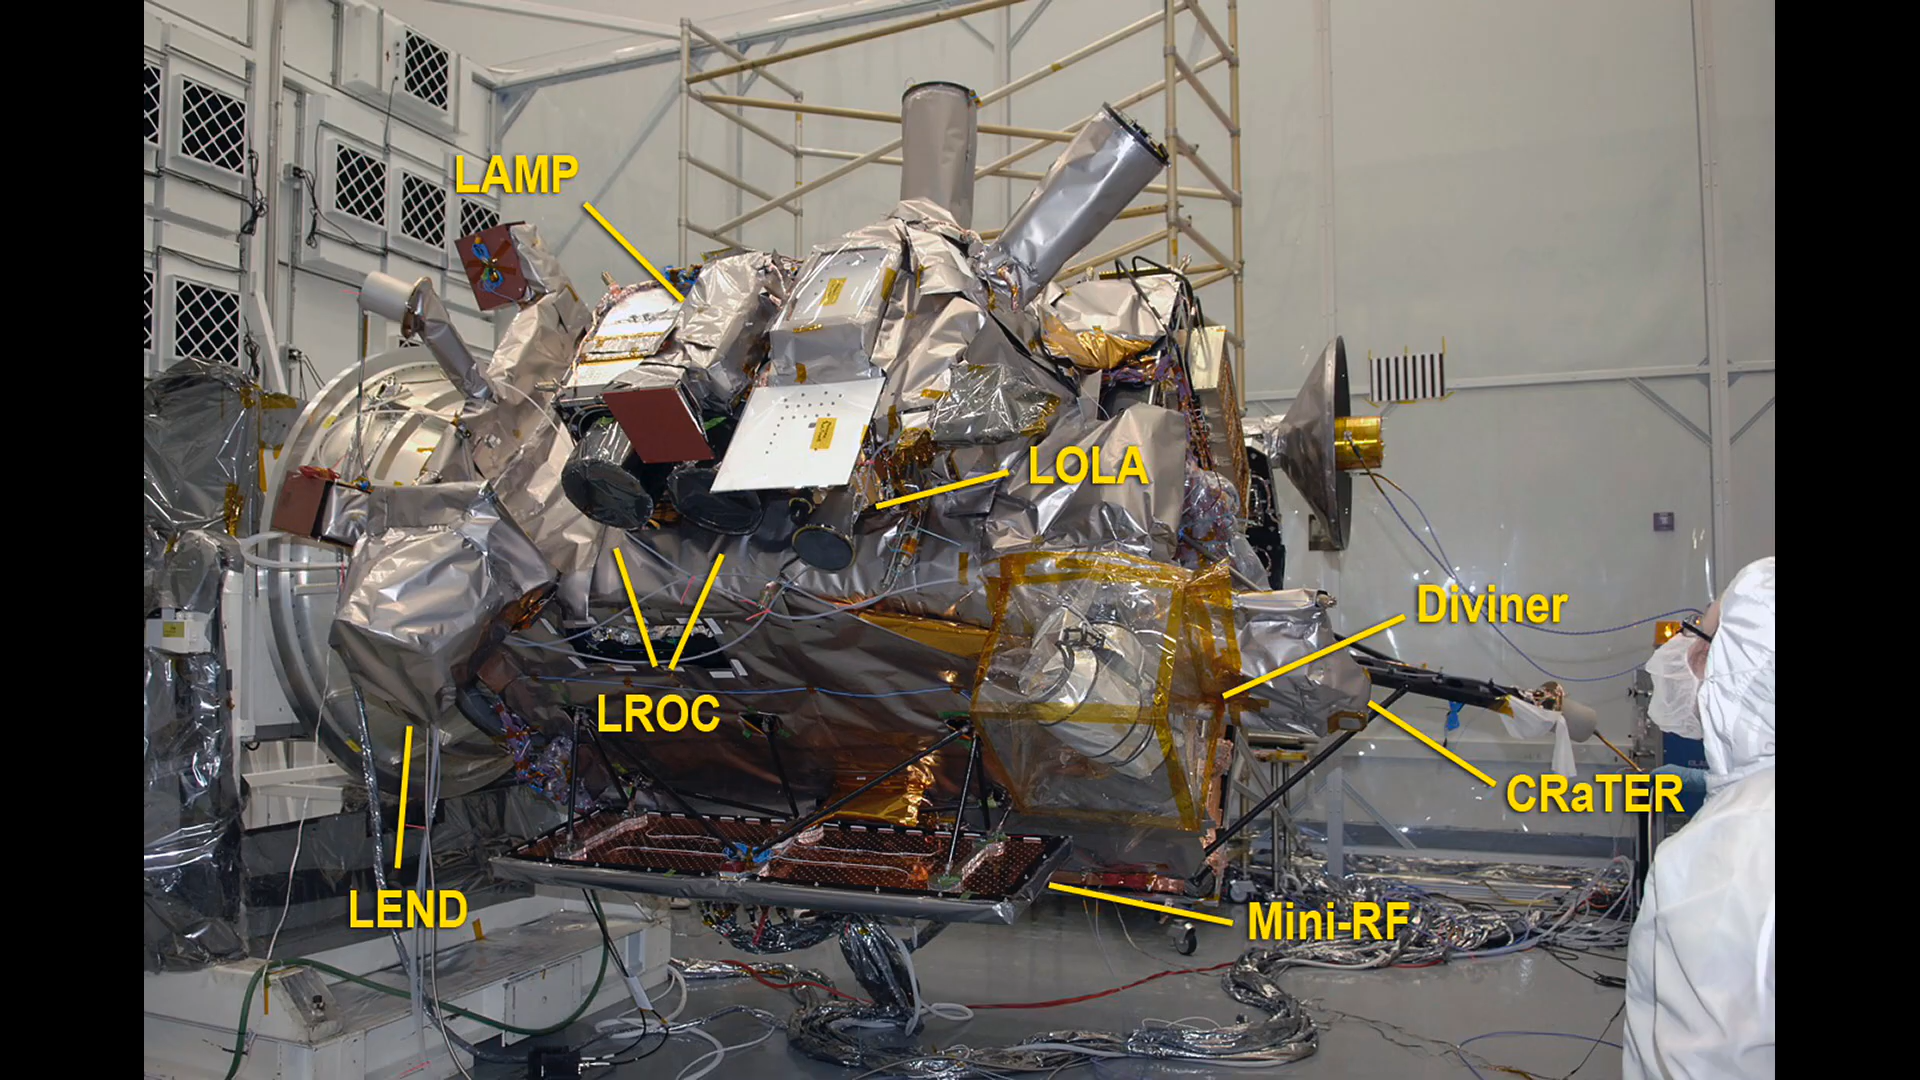 LAMP
LOLA
Diviner
LROC
CRaTER
LEND
Mini-RF